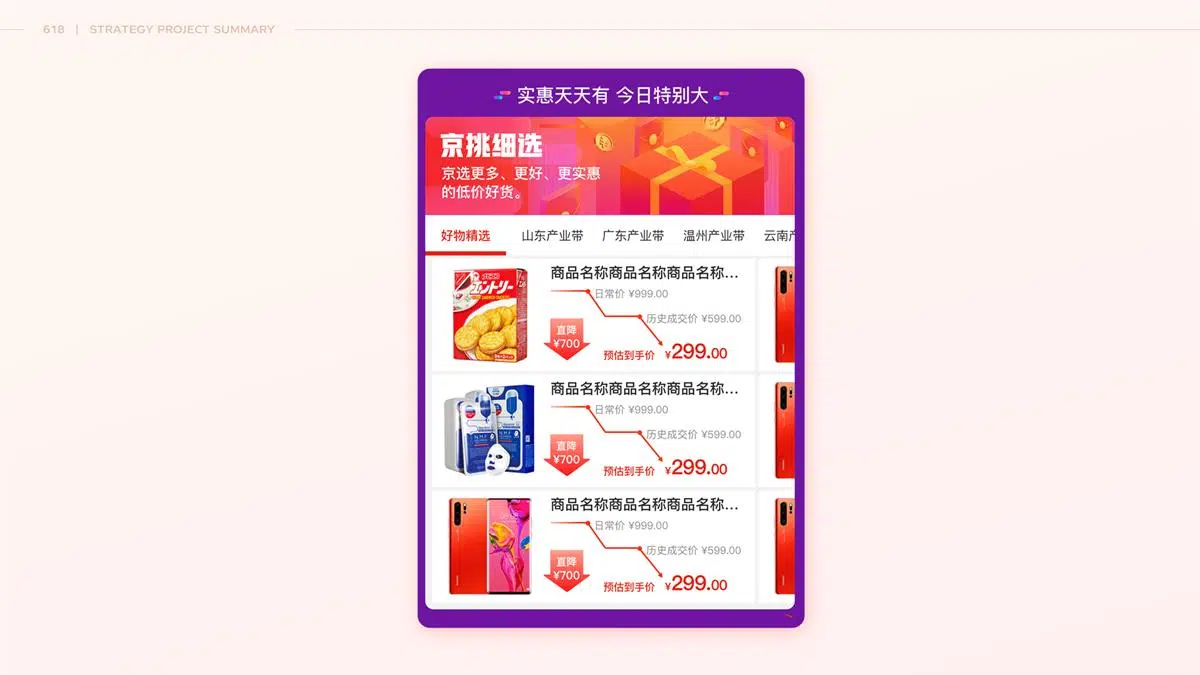 618 | STRATEGY PROJECT SUMMARY
实惠天天有 今日特别大
京挑细选
京选更多、更好、更实惠
的低价好货。
好物精选 山东产业带 广东产业带 温州产业带 云南产
商品名称商品名称商品名称...
日常价 ¥999.00
历史成交价 ¥599.00
直降
¥700
预估到手价 ¥299.00
商品名称商品名称商品名称...
日常价 ¥999.00
历史成交价 ¥599.00
直降
¥700
预估到手价 ¥299.00
商品名称商品名称商品名称...
日常价 ¥999.00
历史成交价 ¥599.00
直降
¥700
预估到手价 ¥299.00